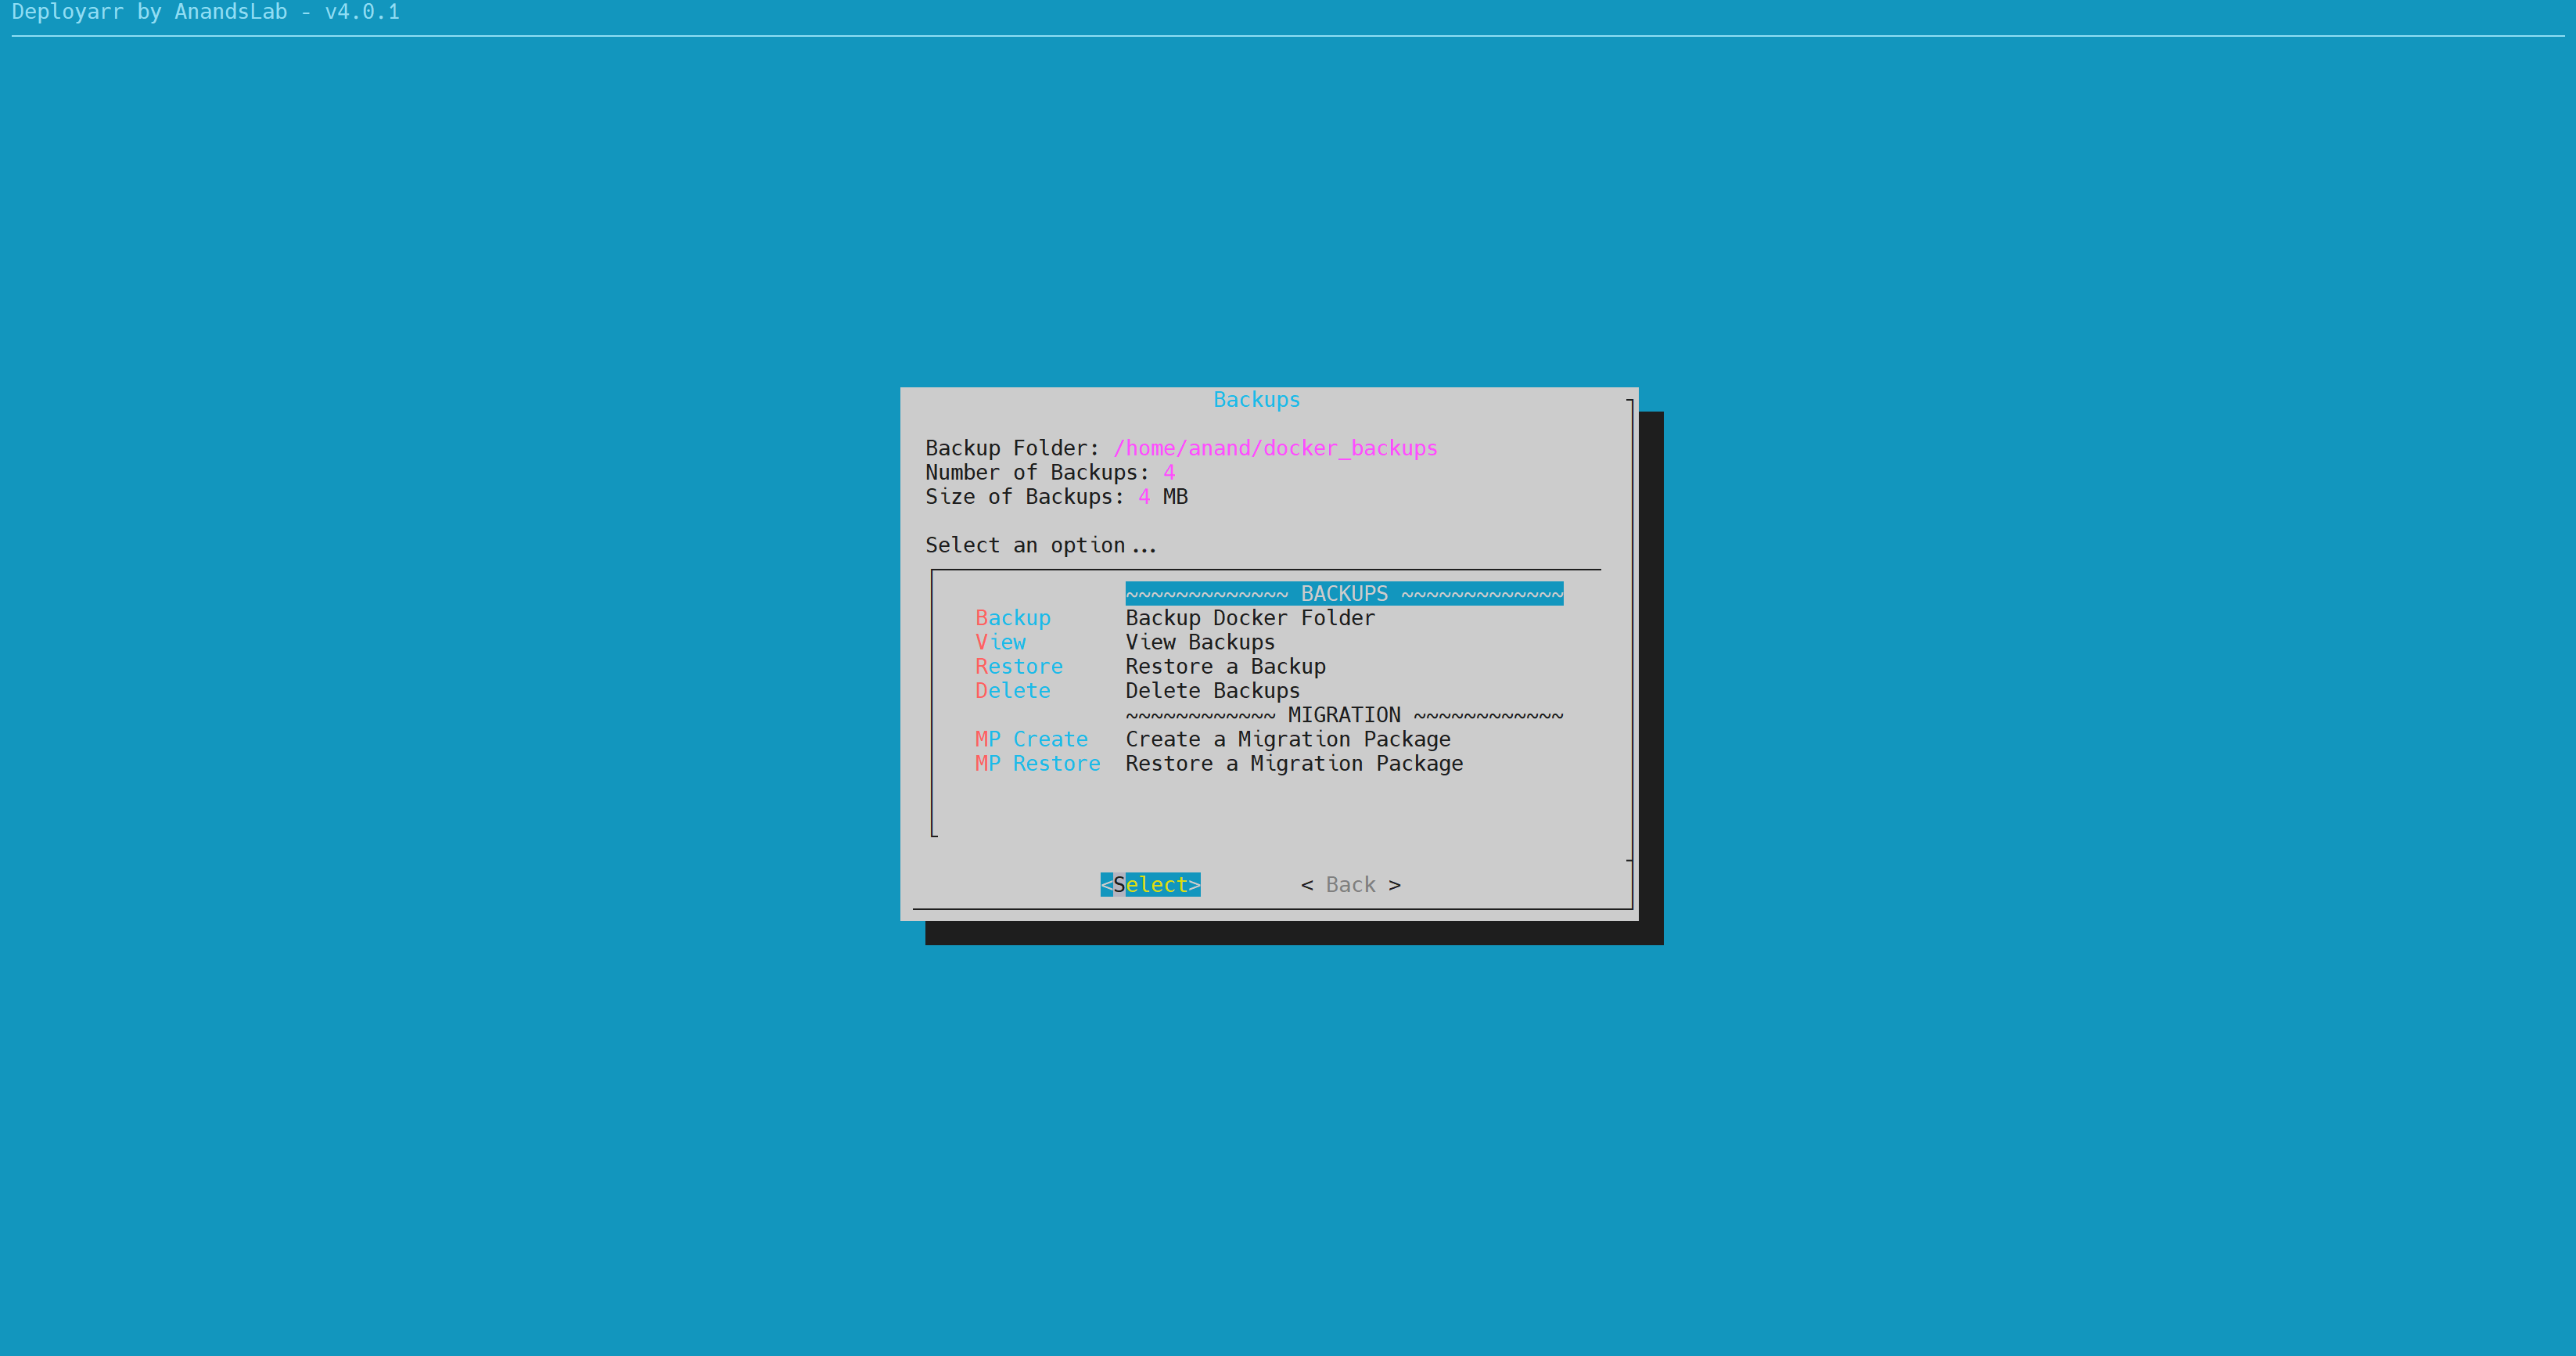 Deployarr by AnandsLab - v4.0.1
Backups
Backup Folder: /home/anand/docker_backups
Number of Backups: 4
Size of Backups: 4 MB
Select an option...
~~~~~~~~~~~~~ BACKUPS ~~~~~~~~~~~~~
Backup Backup Docker Folder
View View Backups
Restore Restore a Backup
Delete Delete Backups
~~~~~~~~~~~~ MIGRATION ~~~~~~~~~~~~
MP Create Create a Migration Package
MP Restore Restore a Migration Package
<Select> < Back >